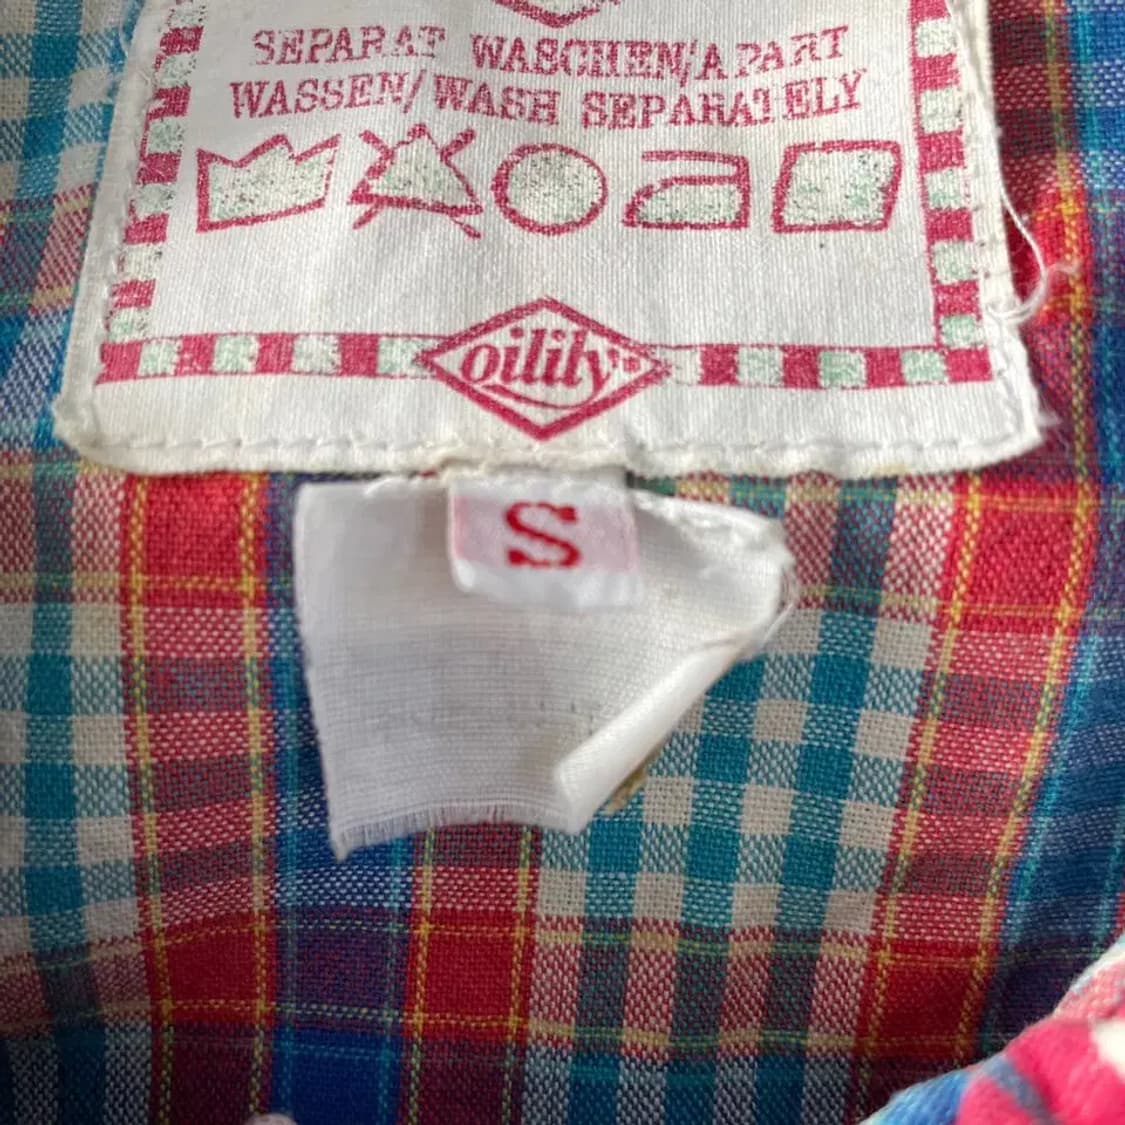 SEPARAT WASCHEN/APART
WASSEN/WASH SEPARATELY
oilily®
S